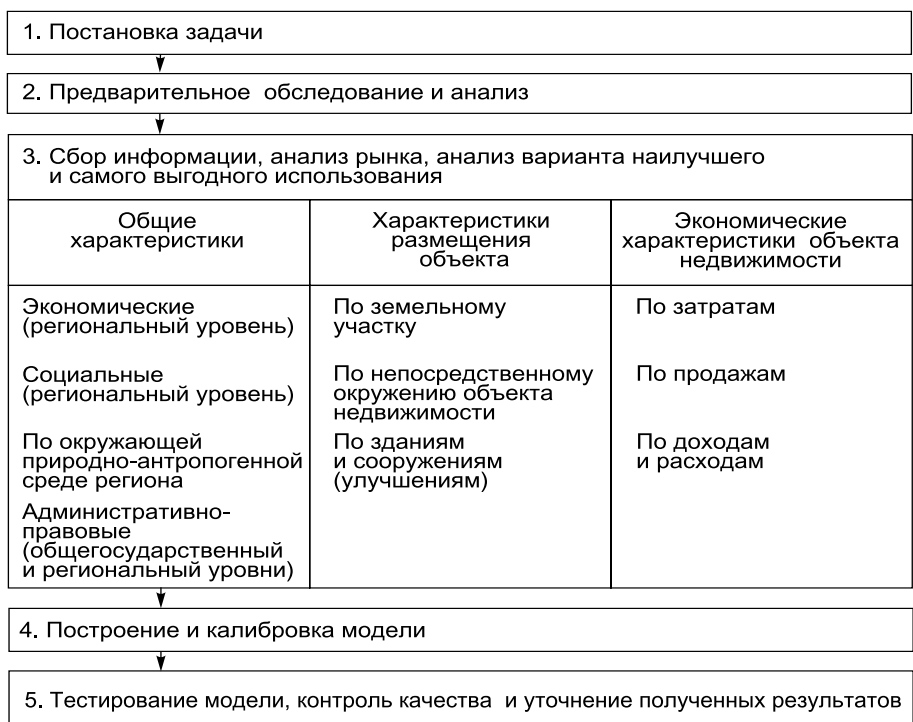 1. Постановка задачи
2. Предварительное обследование и анализ
3. Сбор информации, анализ рынка, анализ варианта наилучшего
и самого выгодного использования
Общие
характеристики
Характеристики
размещения
объекта
Экономические
характеристики объекта
недвижимости
Экономические
(региональный уровень)
По земельному
участку
По затратам
Социальные
(региональный уровень)
По непосредственному
окружению объекта
недвижимости
По продажам
По окружающей
природно-антропогенной
среде региона
По зданиям
и сооружениям
(улучшениям)
По доходам
и расходам
Административно-
правовые
(общегосударственный
и региональный уровни)
4. Построение и калибровка модели
5. Тестирование модели, контроль качества и уточнение полученных результатов